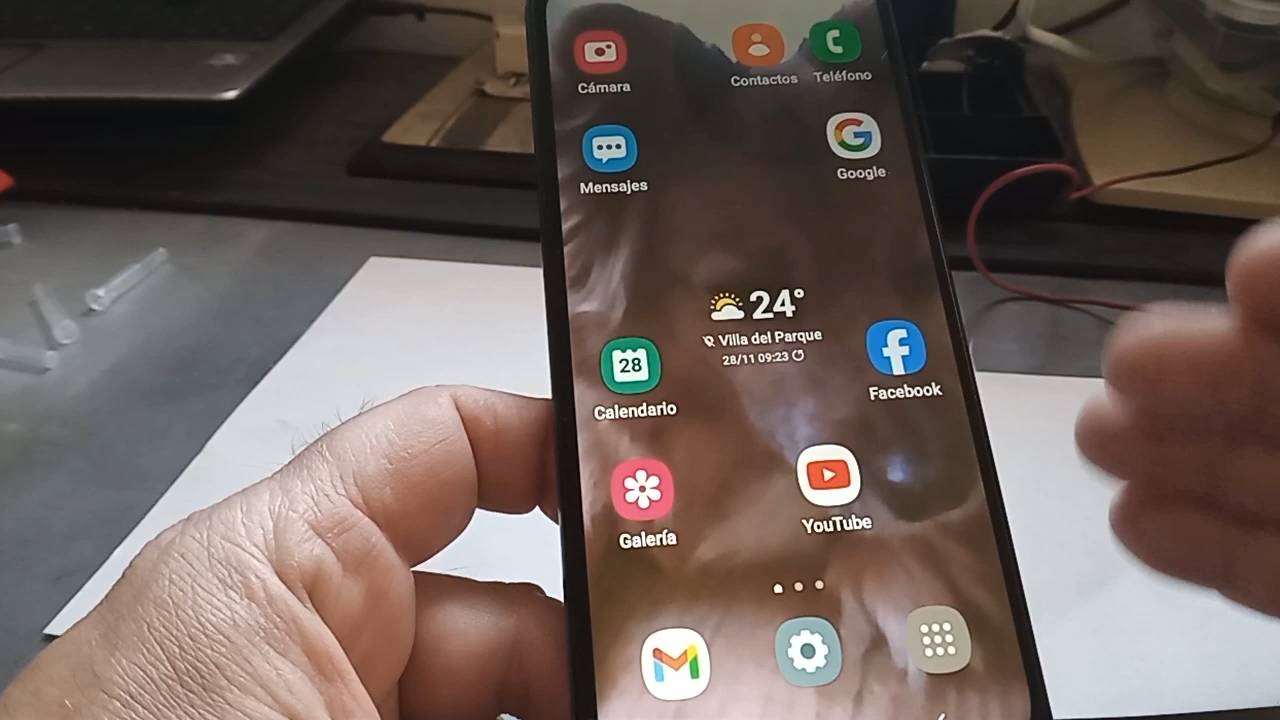 Cámara
Contactos
Teléfono
Mensajes
Google
24°
Villa del Parque
28/11 09:23
28
Calendario
Facebook
Galería
YouTube